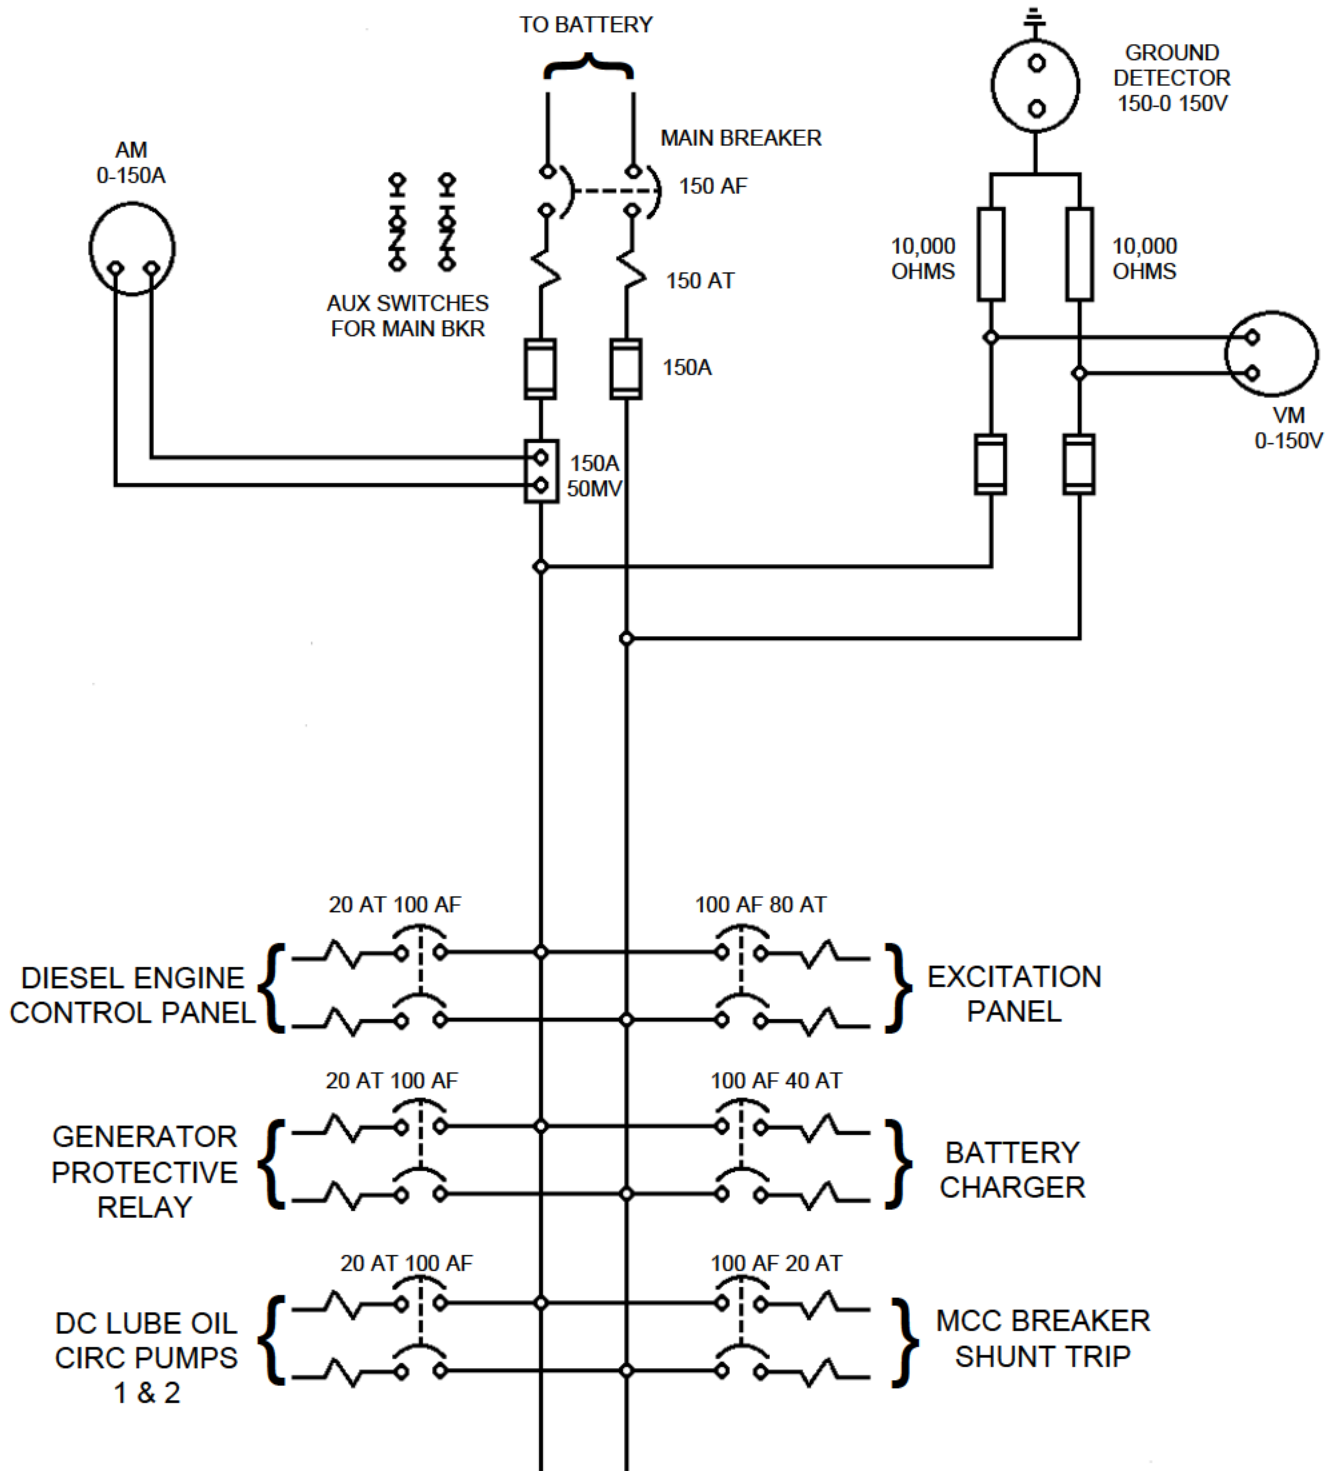 TO BATTERY
GROUND
DETECTOR
150-0 150V
MAIN BREAKER
150 AF
AM
0-150A
10,000
OHMS
10,000
OHMS
150 AT
AUX SWITCHES
FOR MAIN BKR
150A
VM
0-150V
150A
50MV
20 AT 100 AF
100 AF 80 AT
DIESEL ENGINE
CONTROL PANEL
EXCITATION
PANEL
20 AT 100 AF
100 AF 40 AT
GENERATOR
PROTECTIVE
RELAY
BATTERY
CHARGER
20 AT 100 AF
100 AF 20 AT
DC LUBE OIL
CIRC PUMPS
1 & 2
MCC BREAKER
SHUNT TRIP